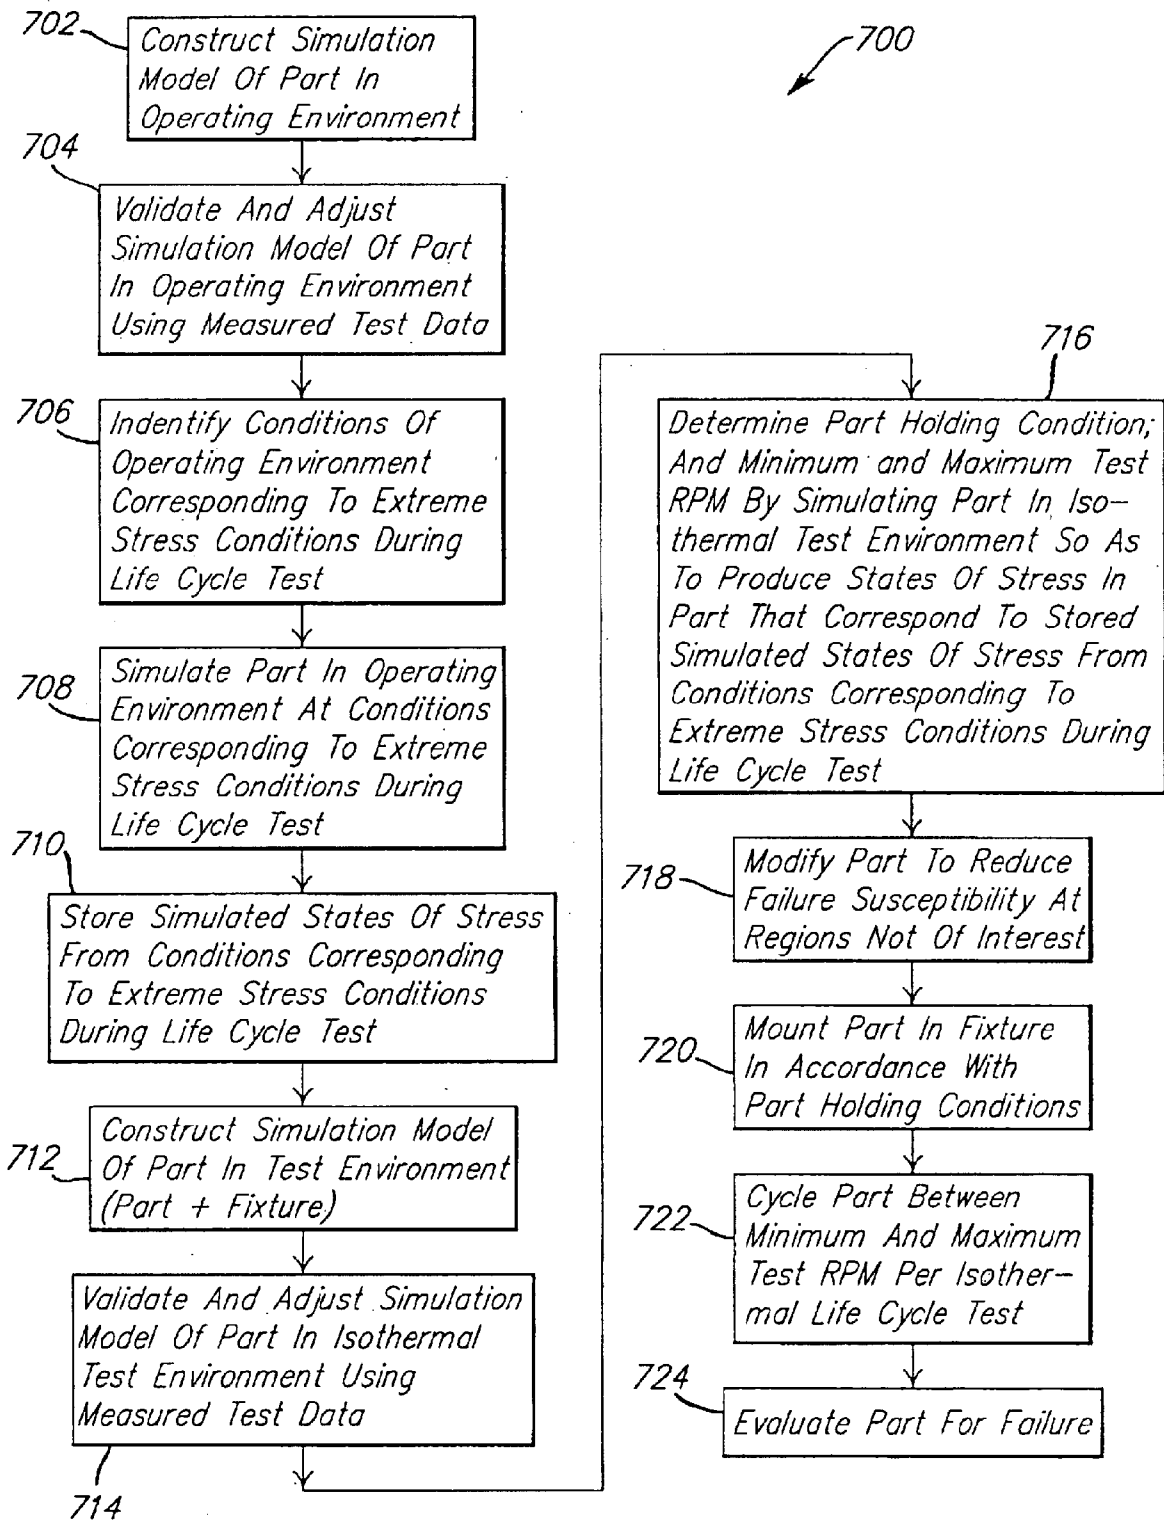 702
Construct Simulation
Model Of Part In
Operating Environment
700
704
Validate And Adjust
Simulation Model Of Part
In Operating Environment
Using Measured Test Data
706
Indentify Conditions Of
Operating Environment
Corresponding To Extreme
Stress Conditions During
Life Cycle Test
708
Simulate Part In Operating
Environment At Conditions
Corresponding To Extreme
Stress Conditions During
Life Cycle Test
710
Store Simulated States Of Stress
From Conditions Corresponding
To Extreme Stress Conditions
During Life Cycle Test
712
Construct Simulation Model
Of Part In Test Environment
(Part + Fixture)
Validate And Adjust Simulation
Model Of Part In Isothermal
Test Environment Using
Measured Test Data
714
716
Determine Part Holding Condition;
And Minimum and Maximum Test
RPM By Simulating Part In Iso-
thermal Test Environment So As
To Produce States Of Stress In
Part That Correspond To Stored
Simulated States Of Stress From
Conditions Corresponding To
Extreme Stress Conditions During
Life Cycle Test
718
Modify Part To Reduce
Failure Susceptibility At
Regions Not Of Interest
720
Mount Part In Fixture
In Accordance With
Part Holding Conditions
722
Cycle Part Between
Minimum And Maximum
Test RPM Per Isother-
mal Life Cycle Test
724
Evaluate Part For Failure